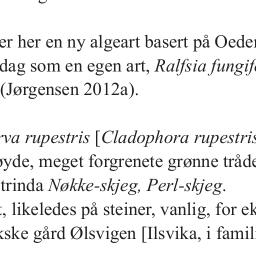 er her en ny algeart basert på Oeder
dag som en egen art, Ralfsia fungif
(Jørgensen 2012a).
rva rupestris [Cladophora rupestris
øyde, meget forgrenete grønne tråde
trinda Nøkke-skjeg, Perl-skjeg.
, likeledes på steiner, vanlig, for ek
kske gård Ølsvigen [Ilsvika, i famil